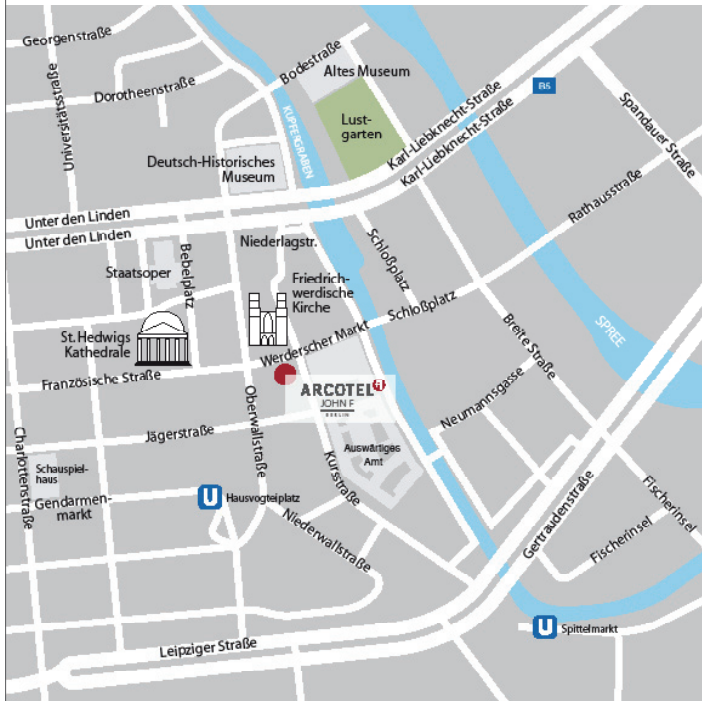 Georgenstraße
Universitätsstraße
Dorotheenstraße
Bodestraße
Altes Museum
KUPFERGRABEN
Lust-
garten
Karl-Liebknecht-Straße
Karl-Liebknecht-Straße
B5
Spandauer Straße
Deutsch-Historisches
Museum
Rathausstraße
Unter den Linden
Unter den Linden
Niederlagstr.
Staatsoper
Bebelplatz
Schloßplatz
Friedrich-
werdische
Kirche
Schloßplatz
Werderscher Markt
Breite Straße
SPREE
St. Hedwigs
Kathedrale
Französische Straße
ARCOTEL
JOHN F
BERLIN
Oberwallstraße
Neumannsgasse
Jägerstraße
Auswärtiges
Amt
Kurstraße
Charlottenstraße
Schauspiel-
haus
Gendarmen-
markt
U Hausvogteiplatz
Niederwallstraße
Gertraudenstraße
Fischerinsel
Fischerinsel
Leipziger Straße
U Spittelmarkt